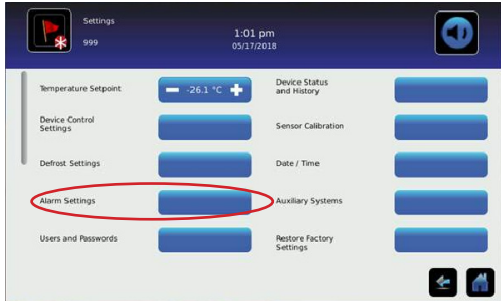 Settings
999
1:01 pm
05/17/2018
Temperature Setpoint
-26.1 °C
Device Status
and History
Device Control
Settings
Sensor Calibration
Defrost Settings
Date / Time
Alarm Settings
Auxiliary Systems
Users and Passwords
Restore Factory
Settings